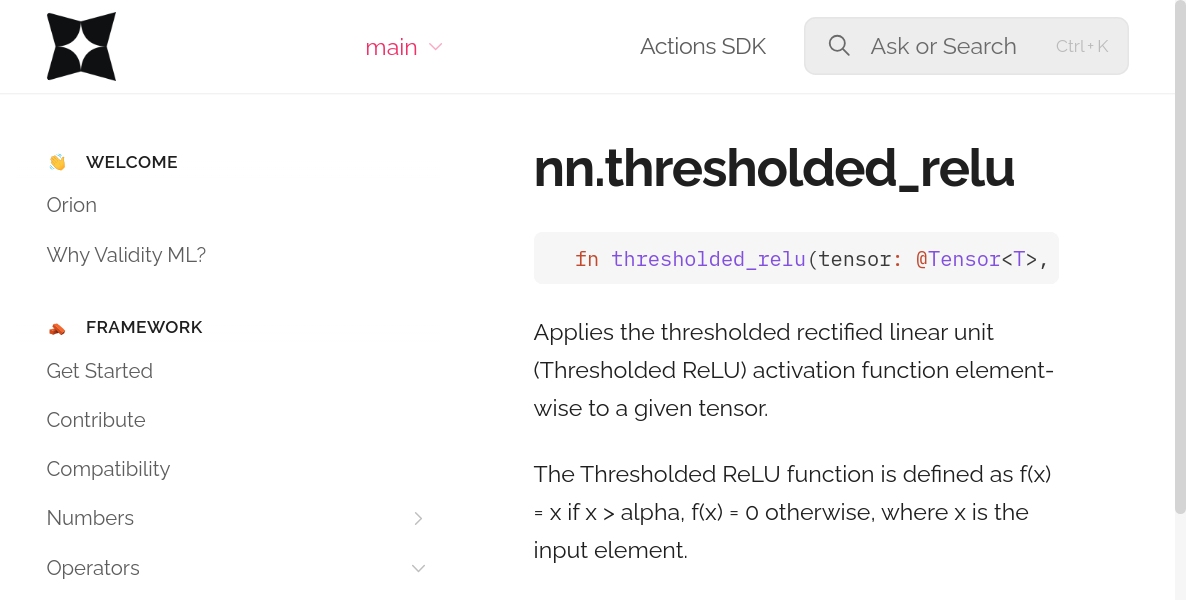 main
Actions SDK
Ask or Search
Ctrl + K
WELCOME
Orion
Why Validity ML?
FRAMEWORK
Get Started
Contribute
Compatibility
Numbers
Operators
nn.thresholded_relu
fn thresholded_relu(tensor: @Tensor<T>,
Applies the thresholded rectified linear unit
(Thresholded ReLU) activation function element-
wise to a given tensor.
The Thresholded ReLU function is defined as f(x)
= x if x > alpha, f(x) = 0 otherwise, where x is the
input element.